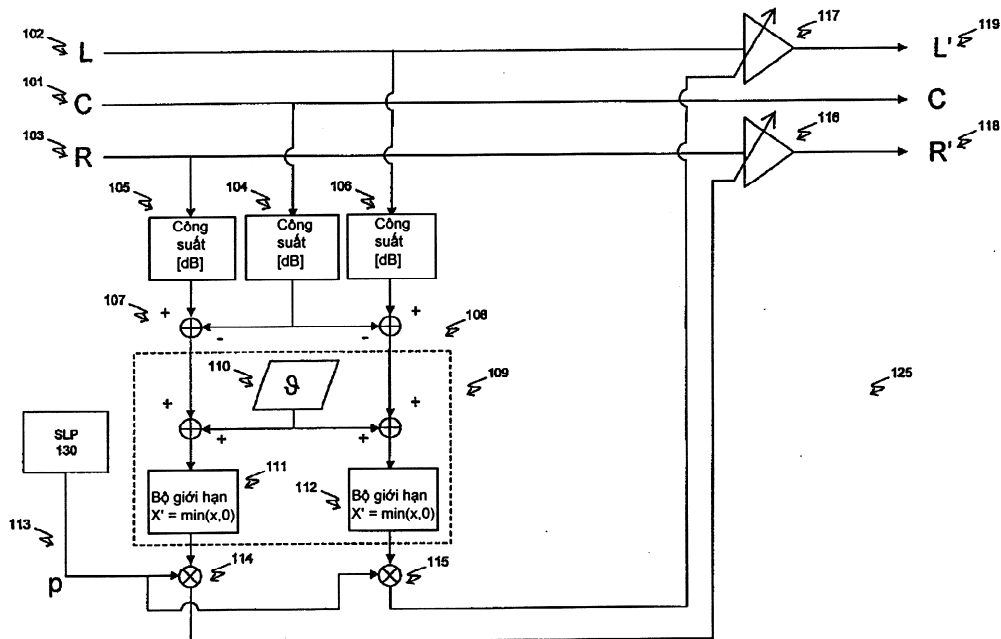 102
L
117
119
L'
101
C
C
103
R
116
118
R'
105
104
106
Công
suất
[dB]
Công
suất
[dB]
Công
suất
[dB]
107
+
+
-
-
108
110
ϑ
109
125
+
+
+
+
SLP
130
111
112
Bộ giới hạn
X' = min(x,0)
Bộ giới hạn
X' = min(x,0)
113
114
115
p